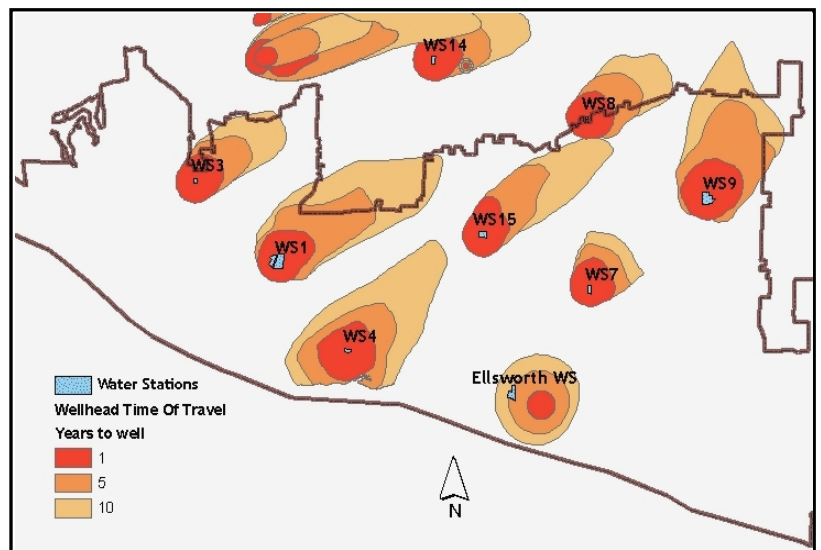 WS14
WS8
WS3
WS9
WS15
WS1
WS7
WS4
Ellsworth WS
Water Stations
Wellhead Time Of Travel
Years to well
1
5
10
N